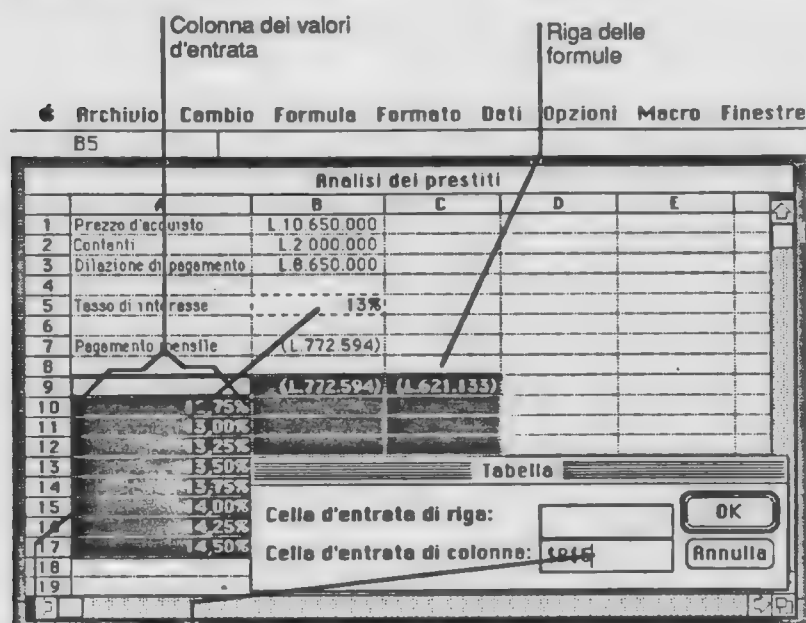 Colonna dei valori
d'entrata
Riga delle
formule
Archivio Cambio Formula Formato Dati Opzioni Macro Finestre
B5
Analisi dei prestiti
A B C D E
1 Prezzo d'acquisto L.10.650.000
2 Contanti L.2.000.000
3 Dilazione di pagamento L.8.650.000
4
5 Tasso di interesse 13%
6
7 Pagamento mensile (L.772.594)
8
9 (L.772.594) (L.621.133)
10 12,75%
11 13,00%
12 13,25%
13 13,50%
14 13,75%
15 14,00%
16 14,25%
17 14,50%
18
19
Tabella
Cella d'entrata di riga:
OK
Cella d'entrata di colonna: $B$5
Annulla